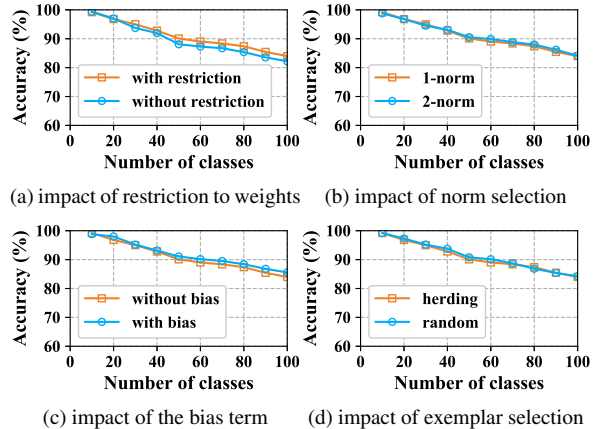 Accuracy (%)
100
90
80
70
60
with restriction
without restriction
0 20 40 60 80 100
Number of classes
(a) impact of restriction to weights
Accuracy (%)
100
90
80
70
60
1-norm
2-norm
0 20 40 60 80 100
Number of classes
(b) impact of norm selection
Accuracy (%)
100
90
80
70
60
without bias
with bias
0 20 40 60 80 100
Number of classes
(c) impact of the bias term
Accuracy (%)
100
90
80
70
60
herding
random
0 20 40 60 80 100
Number of classes
(d) impact of exemplar selection